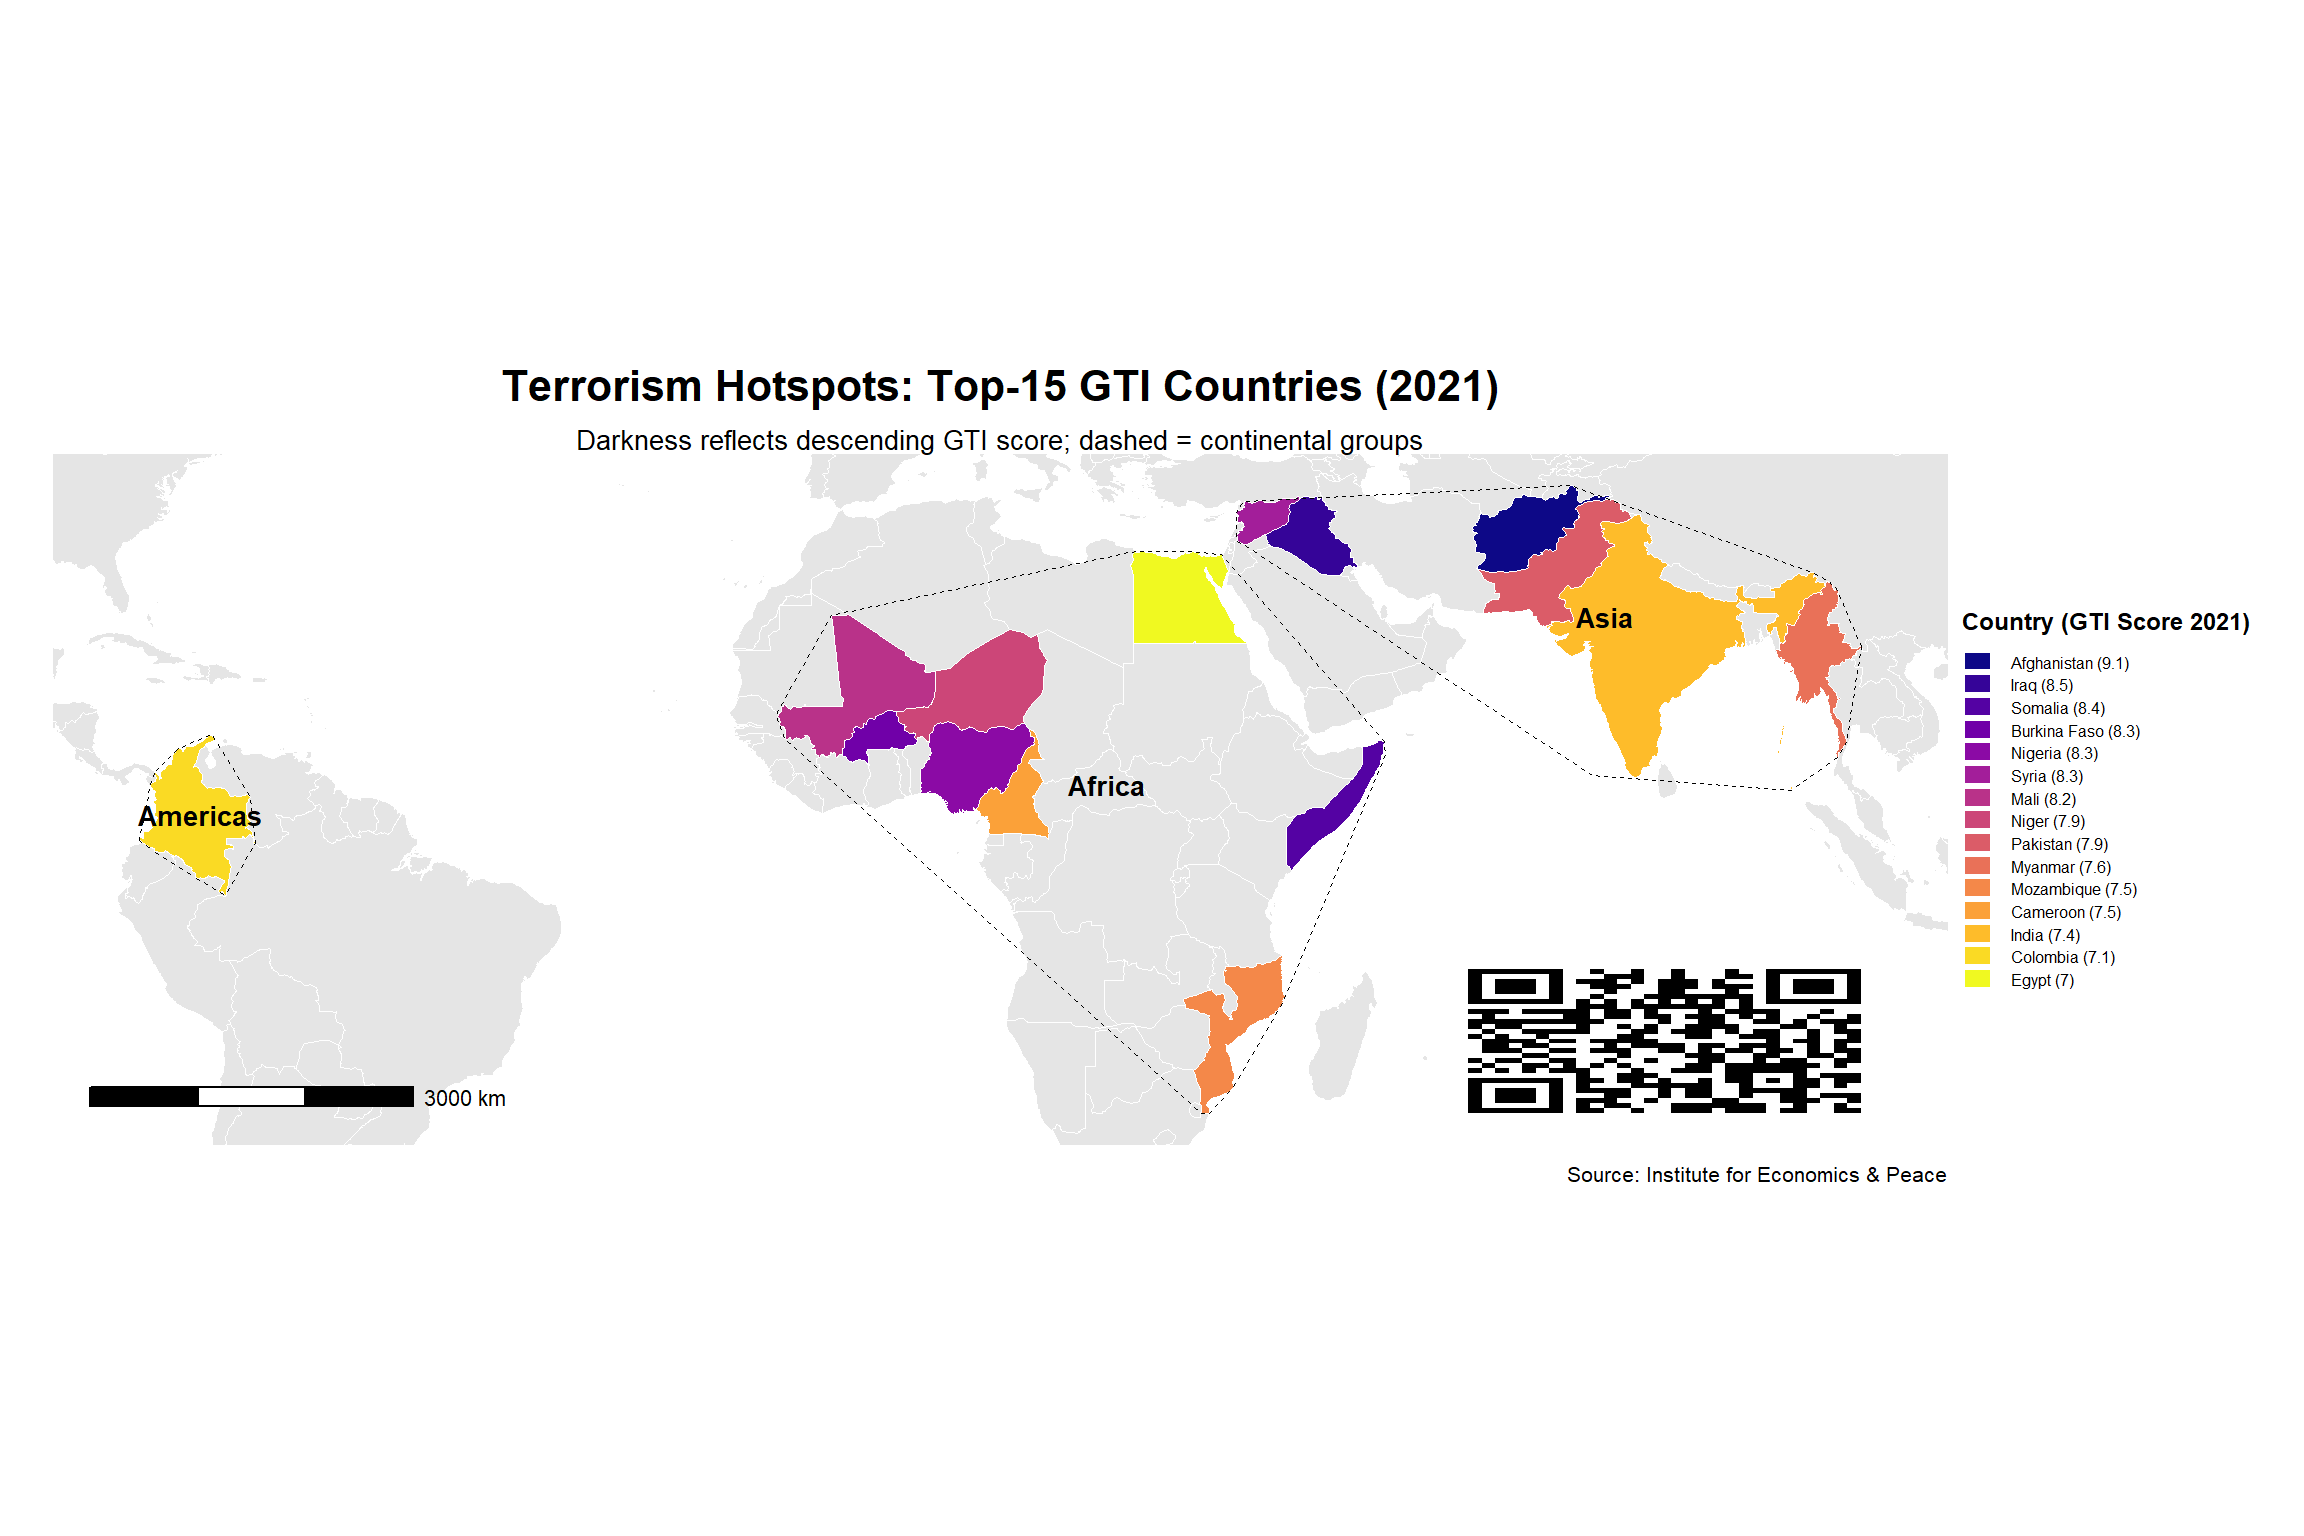 Terrorism Hotspots: Top-15 GTI Countries (2021)
Darkness reflects descending GTI score; dashed = continental groups
Americas
Africa
Asia
Country (GTI Score 2021)
Afghanistan (9.1)
Iraq (8.5)
Somalia (8.4)
Burkina Faso (8.3)
Nigeria (8.3)
Syria (8.3)
Mali (8.2)
Niger (7.9)
Pakistan (7.9)
Myanmar (7.6)
Mozambique (7.5)
Cameroon (7.5)
India (7.4)
Colombia (7.1)
Egypt (7)
3000 km
Source: Institute for Economics & Peace